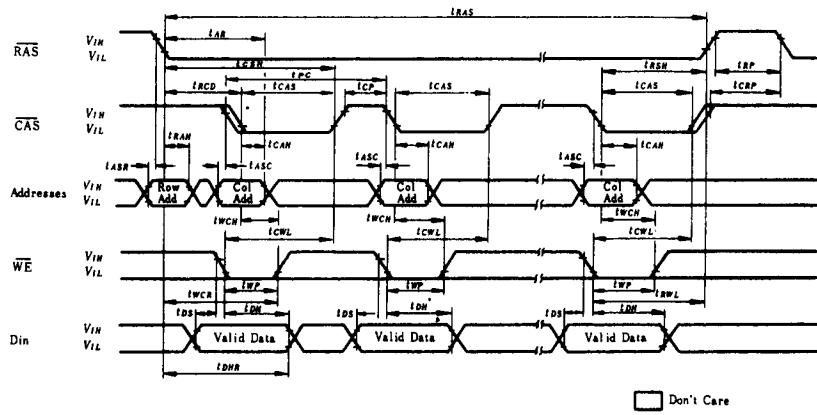 tRAS
tAR
RAS VIH VIL
tCSH
tPC
tRSH tRP
tRCD tCAS tCP tCAS tCAS tCRP
CAS VIH VIL
tRAH tCAH tCAH tCAH
tASR tASC tASC tASC
Addresses VIH VIL Row Add Col Add Col Add Col Add
tWCH tWCH tWCH
tCWL tCWL tCWL
WE VIH VIL
tWP tWP tWP
tWCR tRWL
tDS tDH tDS tDH tDS tDH
Din VIH VIL Valid Data Valid Data Valid Data
tDHR
Don't Care